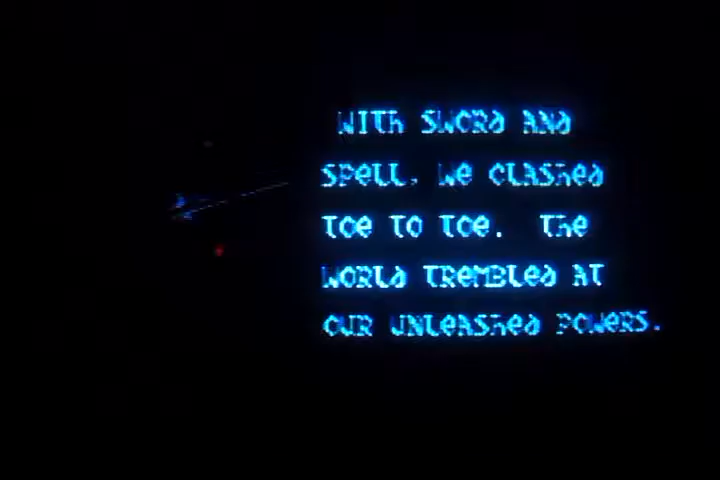 WITH SWORD AND
SPELL, WE CLASHED
TOE TO TOE. THE
WORLD TREMBLED AT
OUR UNLEASHED POWERS.